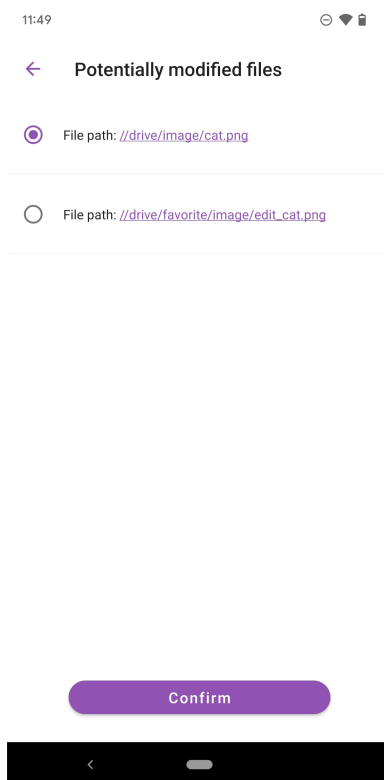 11:49
Potentially modified files
File path: //drive/image/cat.png
File path: //drive/favorite/image/edit_cat.png
Confirm